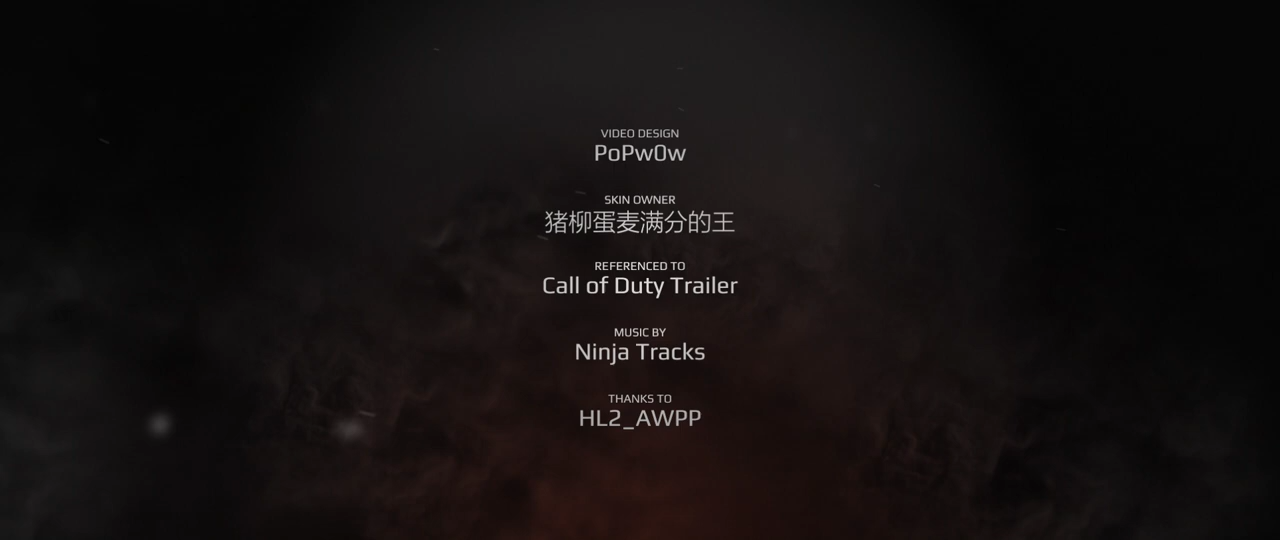 VIDEO DESIGN
PoPw0w
SKIN OWNER
猪柳蛋麦满分的王
REFERENCED TO
Call of Duty Trailer
MUSIC BY
Ninja Tracks
THANKS TO
HL2_AWPP